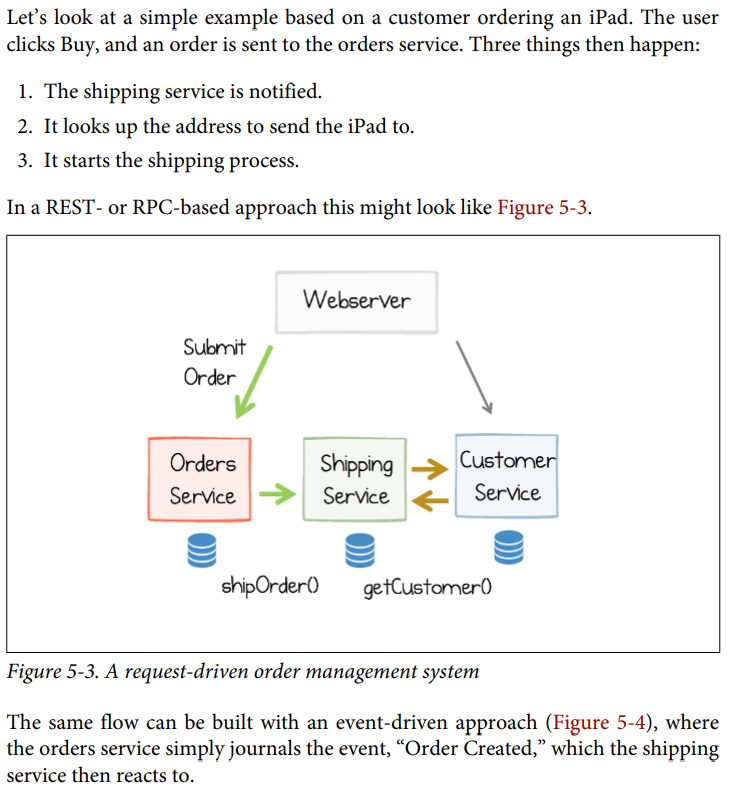 Let’s look at a simple example based on a customer ordering an iPad. The user
clicks Buy, and an order is sent to the orders service. Three things then happen:
1. The shipping service is notified.
2. It looks up the address to send the iPad to.
3. It starts the shipping process.
In a REST- or RPC-based approach this might look like Figure 5-3.
Webserver
Submit
Order
Orders
Service
Shipping
Service
Customer
Service
shipOrder()
getCustomer()
Figure 5-3. A request-driven order management system
The same flow can be built with an event-driven approach (Figure 5-4), where
the orders service simply journals the event, “Order Created,” which the shipping
service then reacts to.